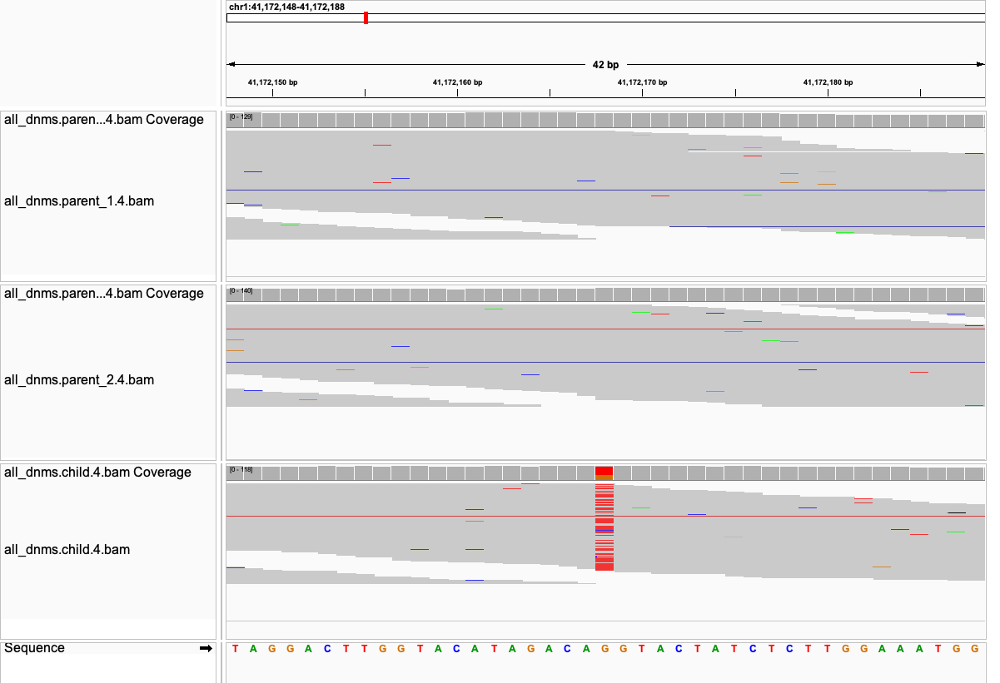 chr1:41,172,148-41,172,188
42 bp
41,172,150 bp 41,172,160 bp 41,172,170 bp 41,172,180 bp
all_dnms.paren...4.bam Coverage
[0 - 129]
all_dnms.parent_1.4.bam
all_dnms.paren...4.bam Coverage
[0 - 140]
all_dnms.parent_2.4.bam
all_dnms.child.4.bam Coverage
[0 - 118]
all_dnms.child.4.bam
Sequence T A G G A C T T G G T A C A T A G A C A G G T A C T A T C T C T T G G A A A T G G